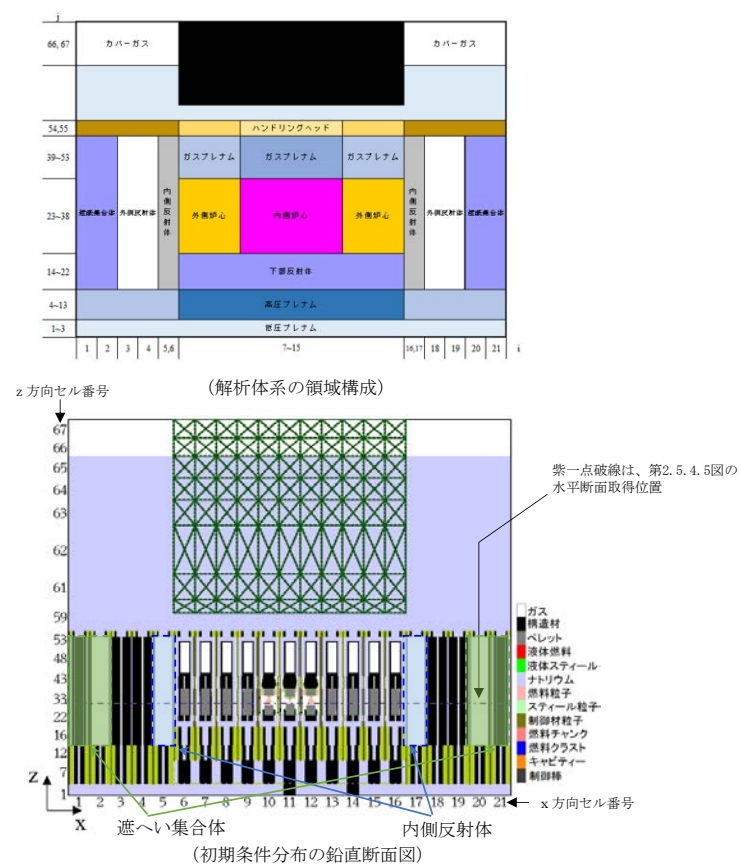 j
66, 67
カバーガス
カバーガス
54,55
ハンドリングヘッド
39~53
ガスプレナム
ガスプレナム
ガスプレナム
23~38
外側反射体
内側反射体
外側炉心
内側炉心
外側炉心
内側反射体
外側反射体
14~22
下部反射体
4~13
高圧プレナム
1~3
低圧プレナム
1
2
3
4
5,6
7~15
16,17
18
19
20
21
i
(解析体系の領域構成)
z 方向セル番号
67
66
65
64
63
62
61
59
53
48
43
33
22
16
12
7
1
紫一点破線は、第2.5.4.5図の
水平断面取得位置
ガス
構造材
ペレット
液体燃料
液体スティール
ナトリウム
燃料粒子
スティール粒子
制御材粒子
燃料チャンク
燃料クラスト
キャビティー
制御棒
Z
X
1 2 3 4 5 6 7 8 9 10 11 12 13 14 15 16 17 18 19 20 21
x 方向セル番号
遮へい集合体
内側反射体
(初期条件分布の鉛直断面図)